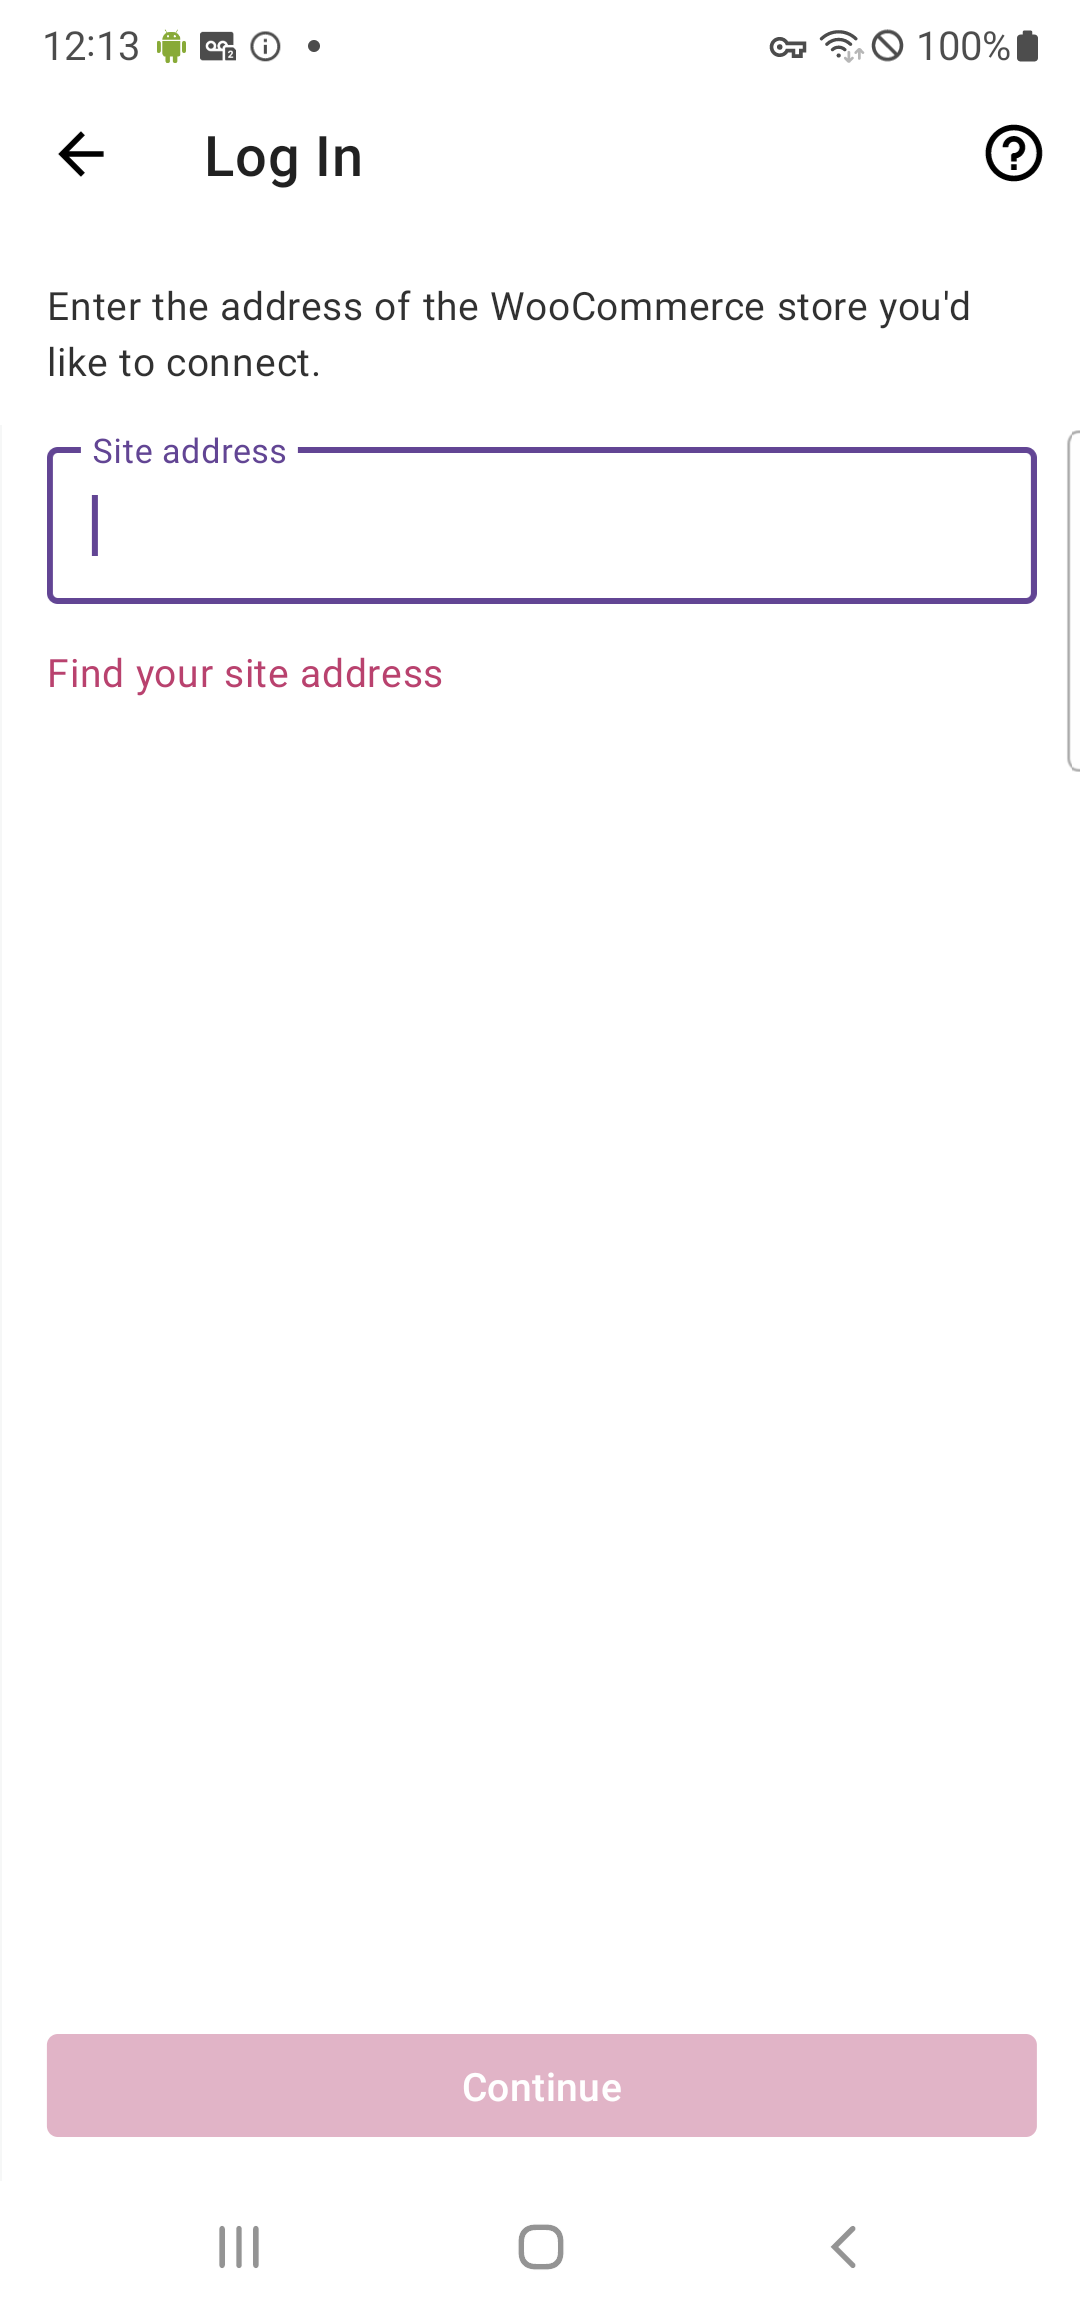 12:13
100%
Log In
Enter the address of the WooCommerce store you'd
like to connect.
Site address
Find your site address
Continue